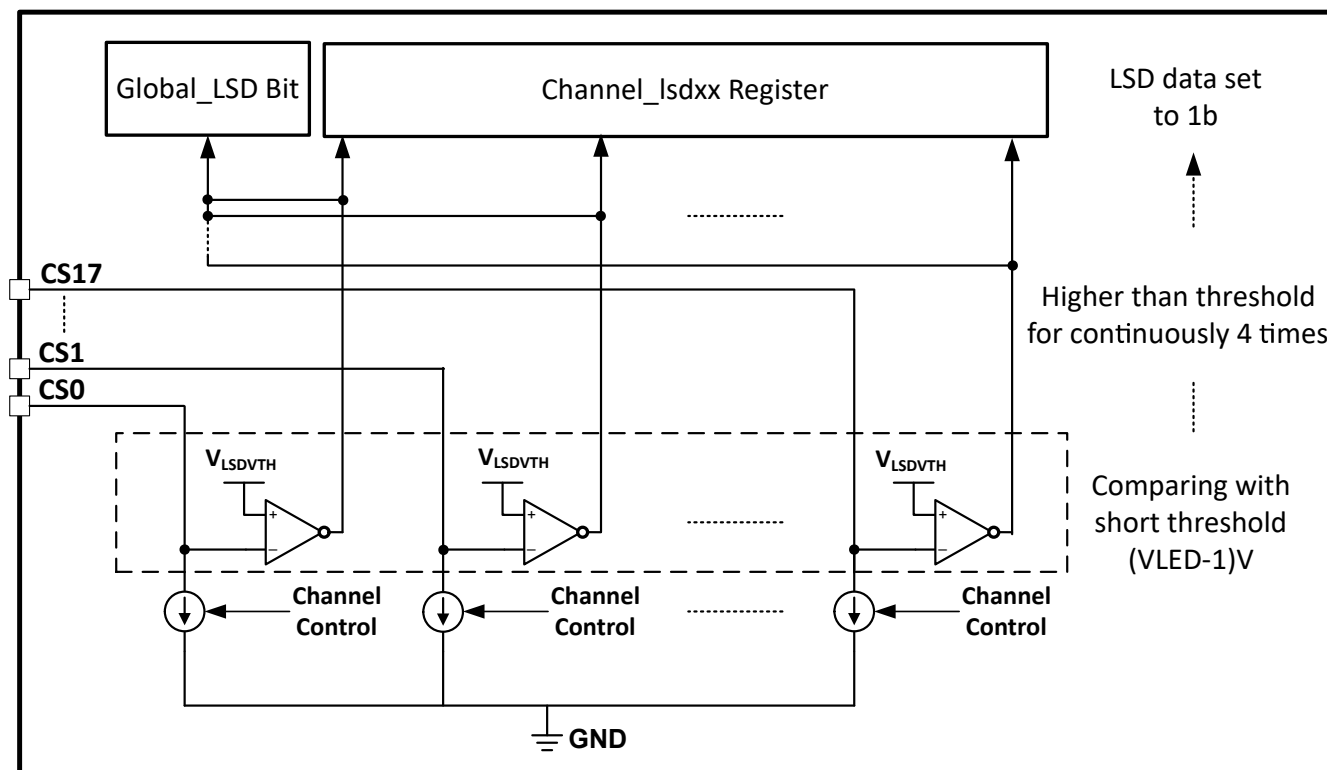 Global_LSD Bit
Channel_lsdxx Register
LSD data set
to 1b
CS17
Higher than threshold
for continuously 4 times
CS1
CS0
VLSDVTH
+
−
VLSDVTH
+
−
VLSDVTH
+
−
Comparing with
short threshold
(VLED-1)V
Channel
Control
Channel
Control
Channel
Control
GND